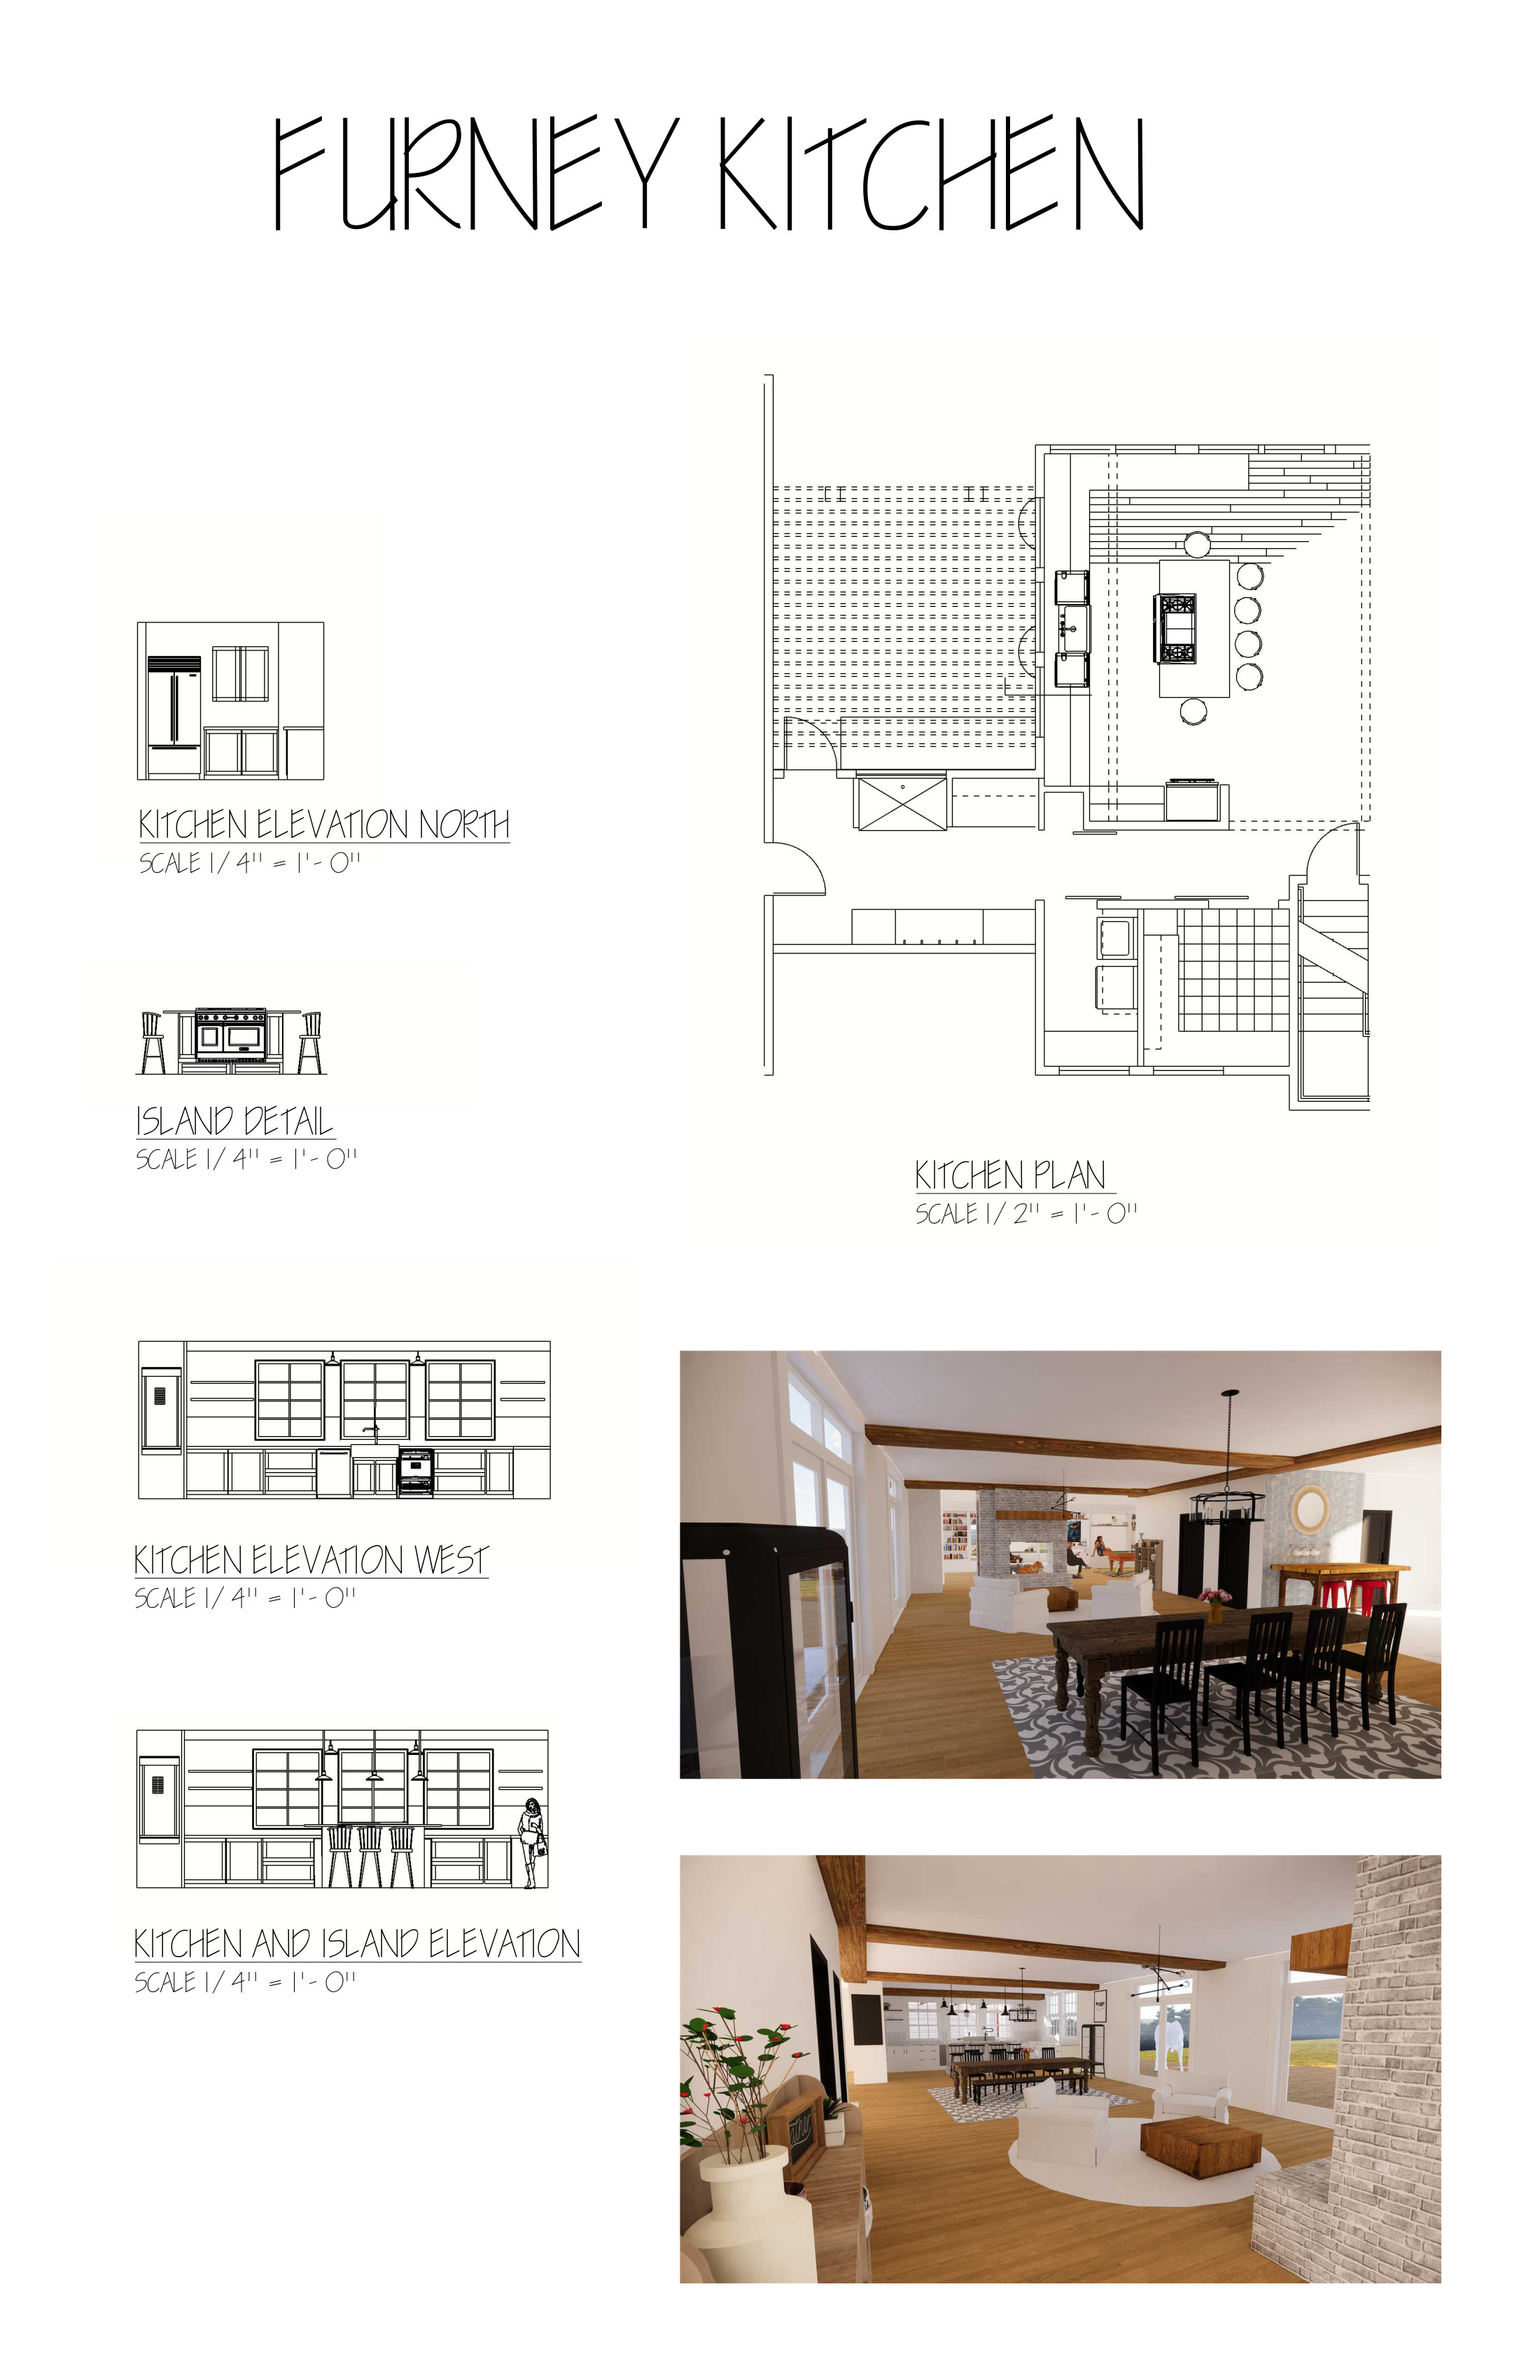 FURNEY KITCHEN
KITCHEN ELEVATION NORTH
SCALE 1/4" = 1'-0"
ISLAND DETAIL
SCALE 1/4" = 1'-0"
KITCHEN PLAN
SCALE 1/2" = 1'-0"
KITCHEN ELEVATION WEST
SCALE 1/4" = 1'-0"
KITCHEN AND ISLAND ELEVATION
SCALE 1/4" = 1'-0"